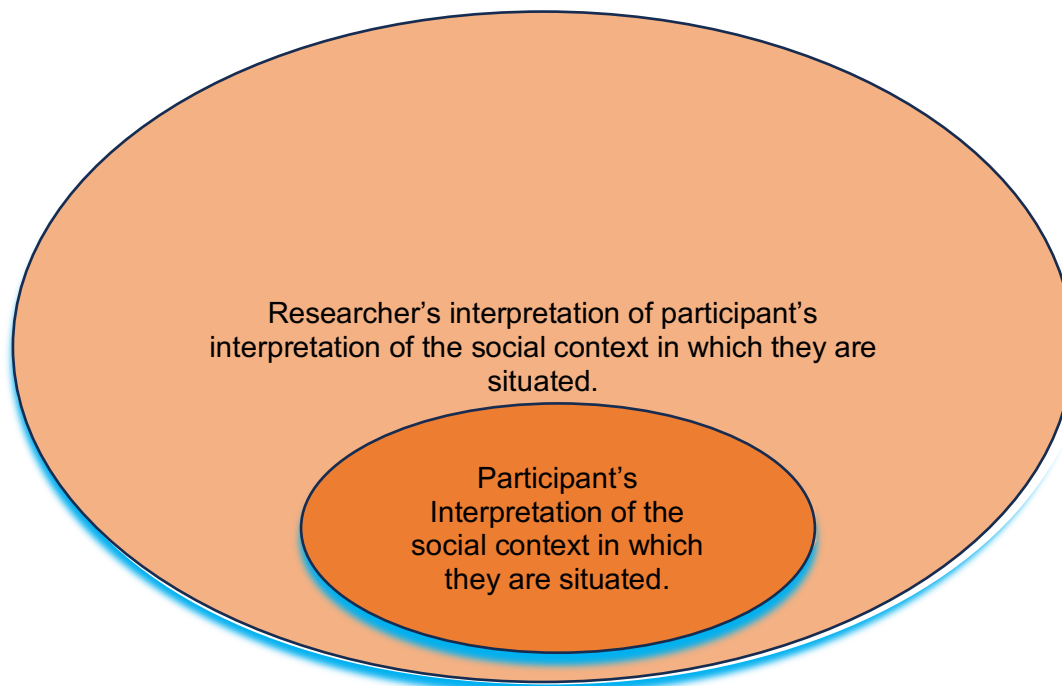 Researcher’s interpretation of participant’s
interpretation of the social context in which they are
situated.
Participant’s
Interpretation of the
social context in which
they are situated.